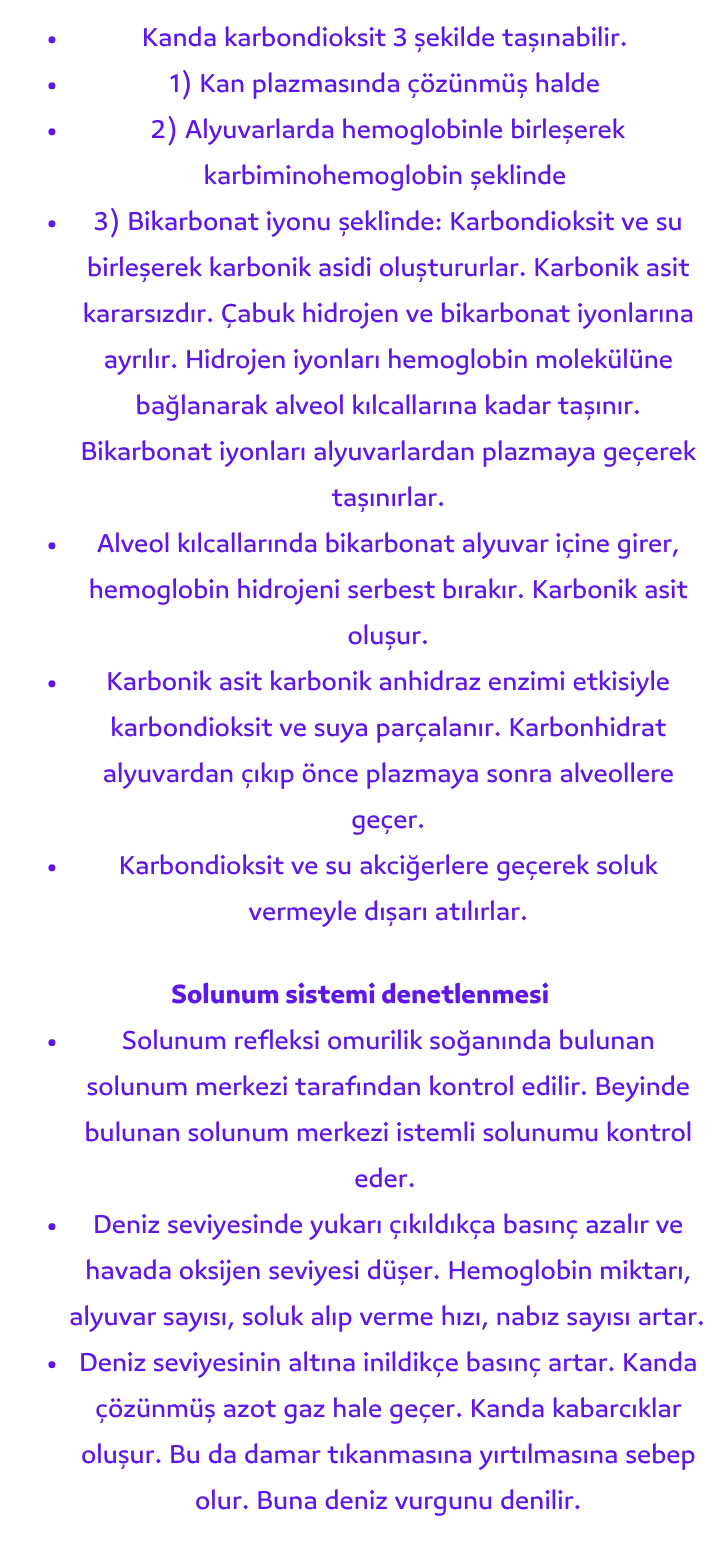 • Kanda karbondioksit 3 şekilde taşınabilir.
• 1) Kan plazmasında çözünmüş halde
• 2) Alyuvarlarda hemoglobinle birleşerek
karbiminohemoglobin şeklinde
• 3) Bikarbonat iyonu şeklinde: Karbondioksit ve su
birleşerek karbonik asidi oluştururlar. Karbonik asit
kararsızdır. Çabuk hidrojen ve bikarbonat iyonlarına
ayrılır. Hidrojen iyonları hemoglobin molekülüne
bağlanarak alveol kılcallarına kadar taşınır.
Bikarbonat iyonları alyuvarlardan plazmaya geçerek
taşınırlar.
• Alveol kılcallarında bikarbonat alyuvar içine girer,
hemoglobin hidrojeni serbest bırakır. Karbonik asit
oluşur.
• Karbonik asit karbonik anhidraz enzimi etkisiyle
karbondioksit ve suya parçalanır. Karbonhidrat
alyuvardan çıkıp önce plazmaya sonra alveollere
geçer.
• Karbondioksit ve su akciğerlere geçerek soluk
vermeyle dışarı atılırlar.
Solunum sistemi denetlenmesi
• Solunum refleksi omurilik soğanında bulunan
solunum merkezi tarafından kontrol edilir. Beyinde
bulunan solunum merkezi istemli solunumu kontrol
eder.
• Deniz seviyesinde yukarı çıkıldıkça basınç azalır ve
havada oksijen seviyesi düşer. Hemoglobin miktarı,
alyuvar sayısı, soluk alıp verme hızı, nabız sayısı artar.
• Deniz seviyesinin altına inildikçe basınç artar. Kanda
çözünmüş azot gaz hale geçer. Kanda kabarcıklar
oluşur. Bu da damar tıkanmasına yırtılmasına sebep
olur. Buna deniz vurgunu denilir.